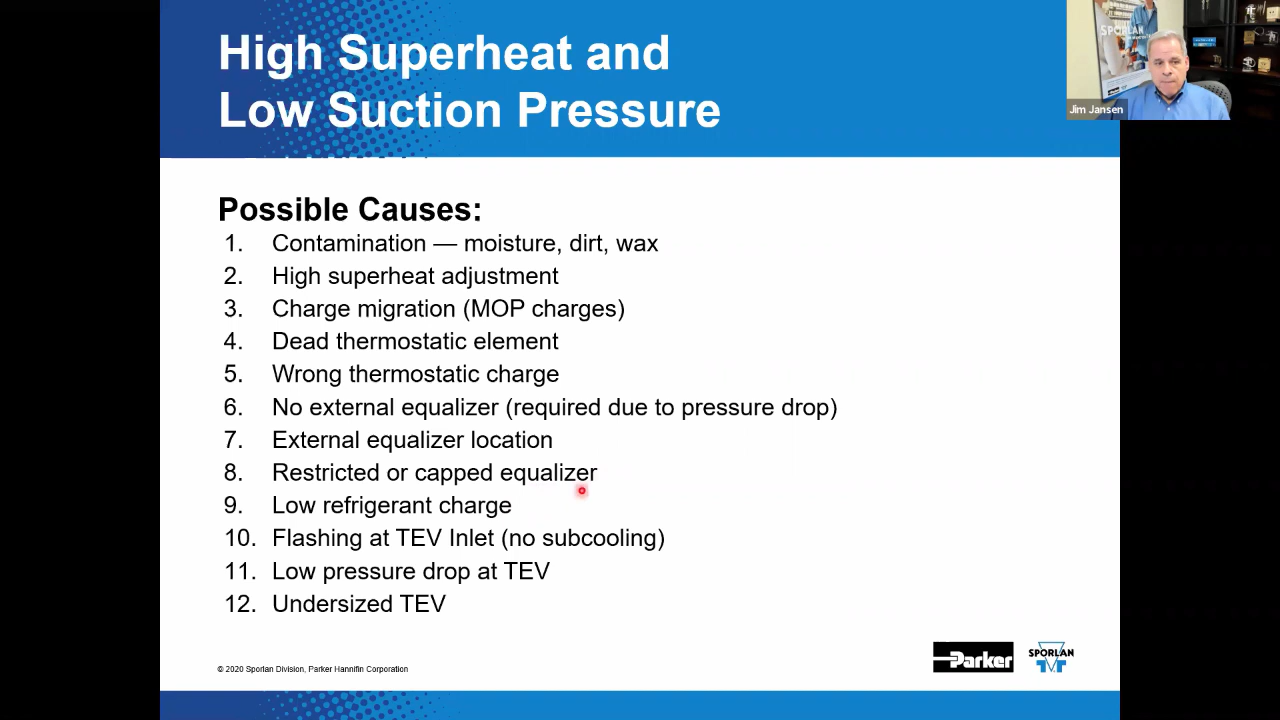 High Superheat and
Low Suction Pressure
SPORLAN
Jim Jansen
Possible Causes:
1. Contamination — moisture, dirt, wax
2. High superheat adjustment
3. Charge migration (MOP charges)
4. Dead thermostatic element
5. Wrong thermostatic charge
6. No external equalizer (required due to pressure drop)
7. External equalizer location
8. Restricted or capped equalizer
9. Low refrigerant charge
10. Flashing at TEV Inlet (no subcooling)
11. Low pressure drop at TEV
12. Undersized TEV
© 2020 Sporlan Division, Parker Hannifin Corporation
Parker
SPORLAN